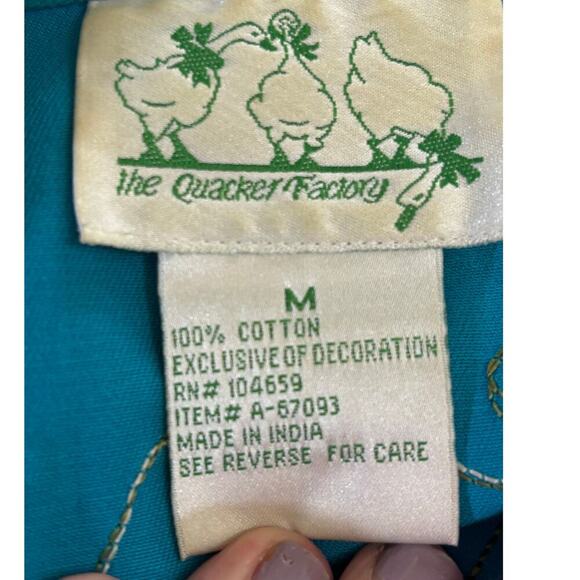 the Quacker Factory
M
100% COTTON
EXCLUSIVE OF DECORATION
RN# 104659
ITEM# A-67093
MADE IN INDIA
SEE REVERSE FOR CARE